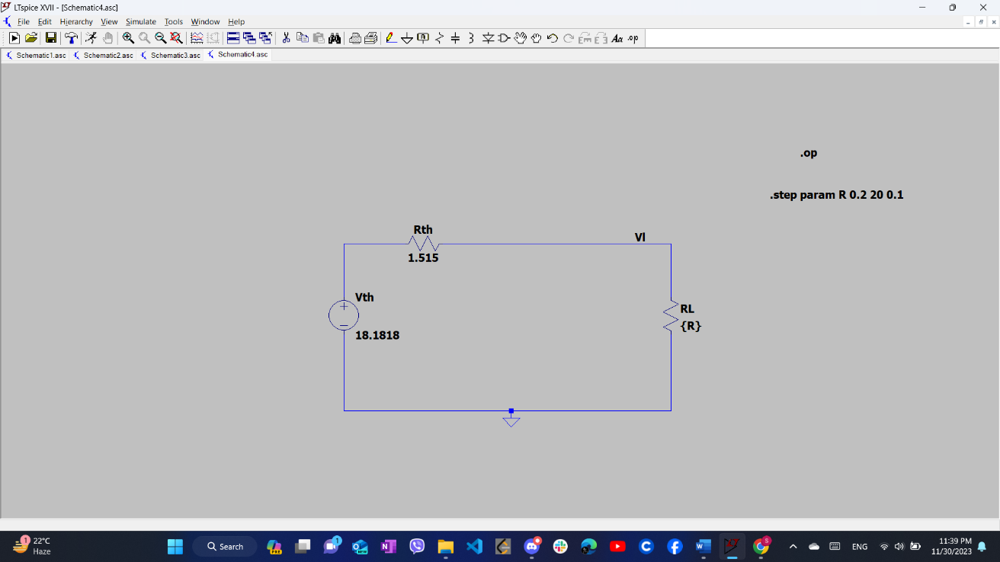 LTspice XVII - [Schematic4.asc]
File Edit Hierarchy View Simulate Tools Window Help
Schematic1.asc Schematic2.asc Schematic3.asc Schematic4.asc
.op
.step param R 0.2 20 0.1
Rth
1.515
Vl
Vth
18.1818
RL
{R}
22°C
Haze
Search
ENG
11:39 PM
11/30/2023